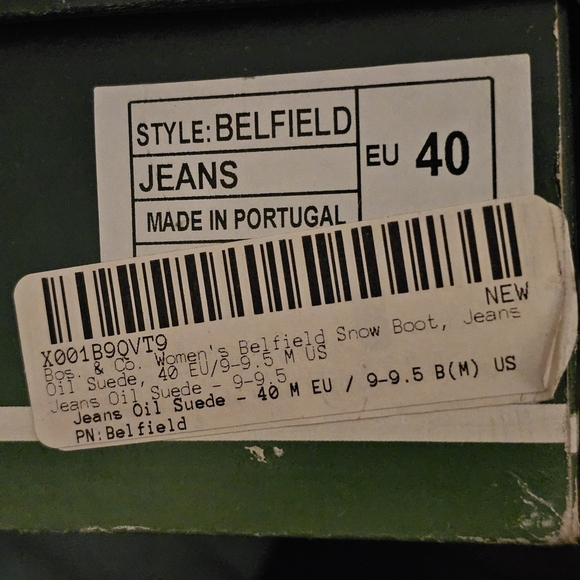 STYLE: BELFIELD
JEANS
EU 40
MADE IN PORTUGAL
NEW
X001B9QVT9
Bos. & Co. Women's Belfield Snow Boot, Jeans
Oil Suede, 40 EU/9-9.5 M US
Jeans Oil Suede - 9-9.5
Jeans Oil Suede - 40 M EU / 9-9.5 B(M) US
PN:Belfield